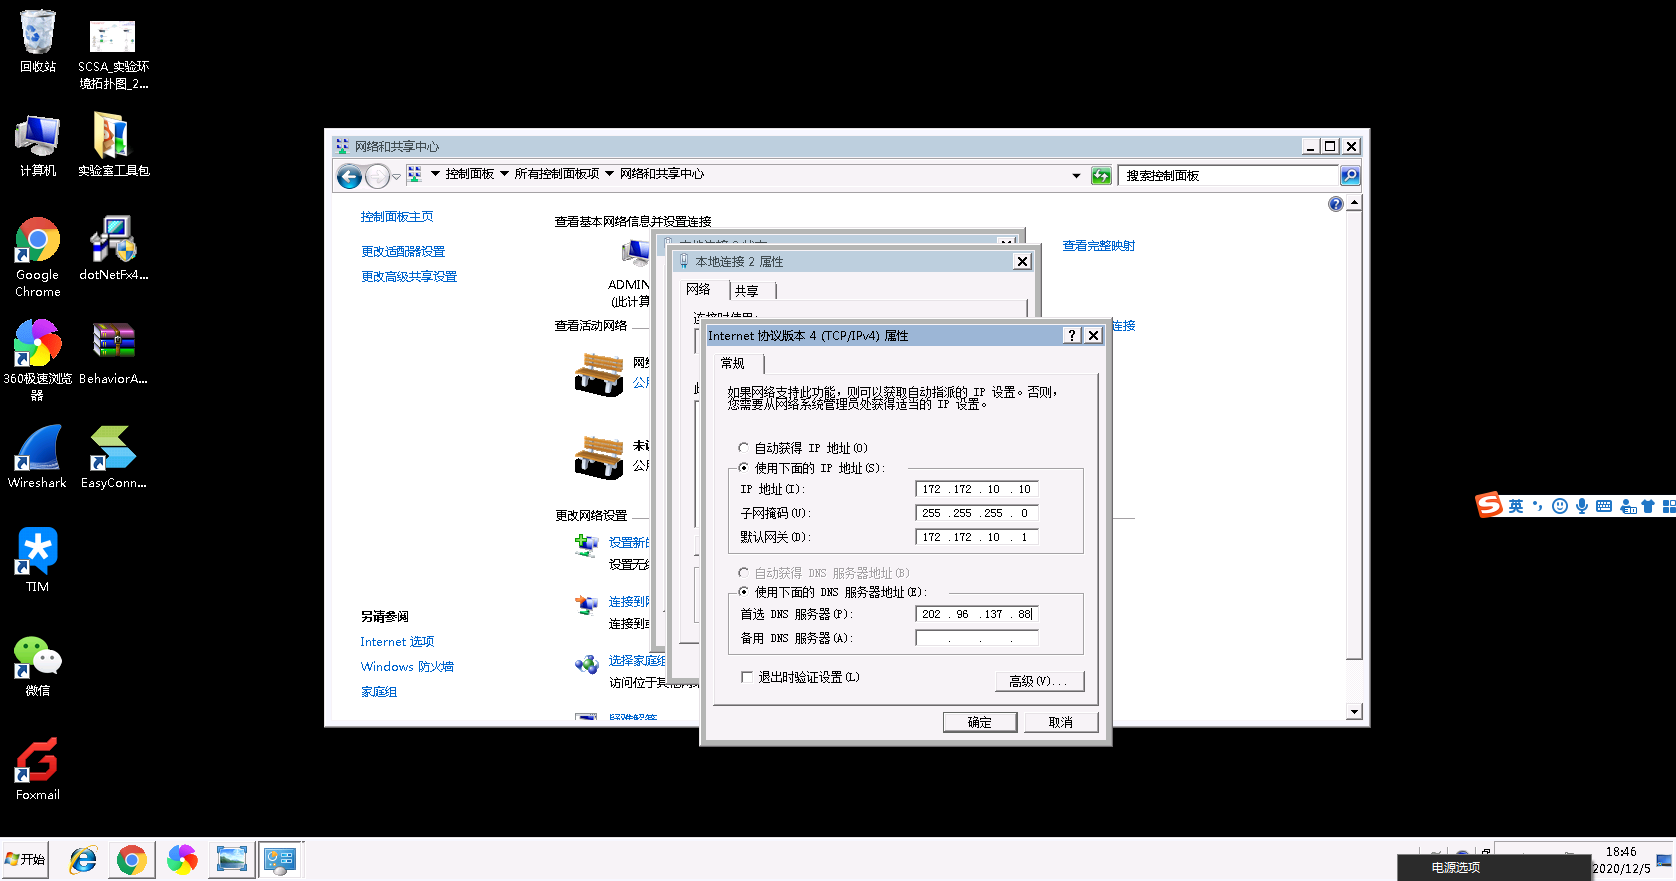 回收站
SCSA_实验环
境拓扑图_2...
计算机
实验室工具包
Google
Chrome
dotNetFx4...
360极速浏览
器
BehaviorA...
Wireshark
EasyConn...
TIM
微信
Foxmail
网络和共享中心
控制面板 所有控制面板项 网络和共享中心
搜索控制面板
控制面板主页
更改适配器设置
更改高级共享设置
另请参阅
Internet 选项
Windows 防火墙
家庭组
查看基本网络信息并设置连接
查看完整映射
ADMIN
(此计算
查看活动网络
连接
公用
公用
更改网络设置
设置新的
设置无线
连接到
连接到
选择家庭组
访问位于其他
疑难解答
本地连接 2 属性
网络
共享
连接时使用:
Internet 协议版本 4 (TCP/IPv4) 属性
常规
如果网络支持此功能，则可以获取自动指派的 IP 设置。否则，
您需要从网络系统管理员处获得适当的 IP 设置。
自动获得 IP 地址(O)
使用下面的 IP 地址(S):
IP 地址(I):
172 .172 . 10 . 10
子网掩码(U):
255 .255 .255 . 0
默认网关(D):
172 .172 . 10 . 1
自动获得 DNS 服务器地址(B)
使用下面的 DNS 服务器地址(E):
首选 DNS 服务器(P):
202 . 96 .137 . 88
备用 DNS 服务器(A):
. . .
退出时验证设置(L)
高级(V)...
确定
取消
英
开始
电源选项
18:46
2020/12/5